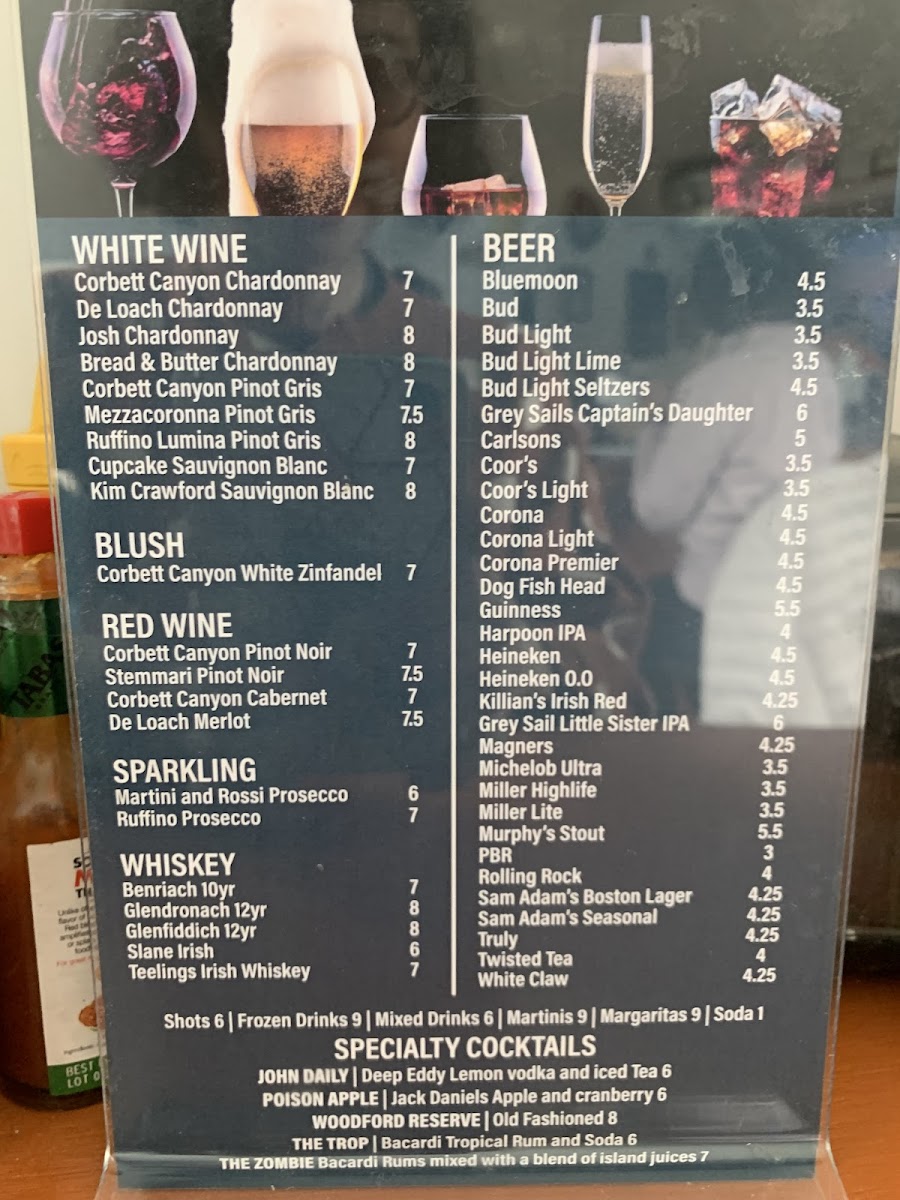 WHITE WINE
Corbett Canyon Chardonnay 7
De Loach Chardonnay 7
Josh Chardonnay 8
Bread & Butter Chardonnay 8
Corbett Canyon Pinot Gris 7
Mezzacoronna Pinot Gris 7.5
Ruffino Lumina Pinot Gris 8
Cupcake Sauvignon Blanc 7
Kim Crawford Sauvignon Blanc 8
BLUSH
Corbett Canyon White Zinfandel 7
RED WINE
Corbett Canyon Pinot Noir 7
Stemmari Pinot Noir 7.5
Corbett Canyon Cabernet 7
De Loach Merlot 7.5
SPARKLING
Martini and Rossi Prosecco 6
Ruffino Prosecco 7
WHISKEY
Benriach 10yr 7
Glendronach 12yr 8
Glenfiddich 12yr 8
Slane Irish 6
Teelings Irish Whiskey 7
BEER
Bluemoon 4.5
Bud 3.5
Bud Light 3.5
Bud Light Lime 3.5
Bud Light Seltzers 4.5
Grey Sails Captain's Daughter 6
Carlsons 5
Coor's 3.5
Coor's Light 3.5
Corona 4.5
Corona Light 4.5
Corona Premier 4.5
Dog Fish Head 4.5
Guinness 5.5
Harpoon IPA 4
Heineken 4.5
Heineken 0.0 4.5
Killian's Irish Red 4.25
Grey Sail Little Sister IPA 6
Magners 4.25
Michelob Ultra 3.5
Miller Highlife 3.5
Miller Lite 3.5
Murphy's Stout 5.5
PBR 3
Rolling Rock 4
Sam Adam's Boston Lager 4.25
Sam Adam's Seasonal 4.25
Truly 4.25
Twisted Tea 4
White Claw 4.25
Shots 6 | Frozen Drinks 9 | Mixed Drinks 6 | Martinis 9 | Margaritas 9 | Soda 1
SPECIALTY COCKTAILS
JOHN DAILY | Deep Eddy Lemon vodka and iced Tea 6
POISON APPLE | Jack Daniels Apple and cranberry 6
WOODFORD RESERVE | Old Fashioned 8
THE TROP | Bacardi Tropical Rum and Soda 6
THE ZOMBIE Bacardi Rums mixed with a blend of island juices 7
TABAS
BEST
LOT